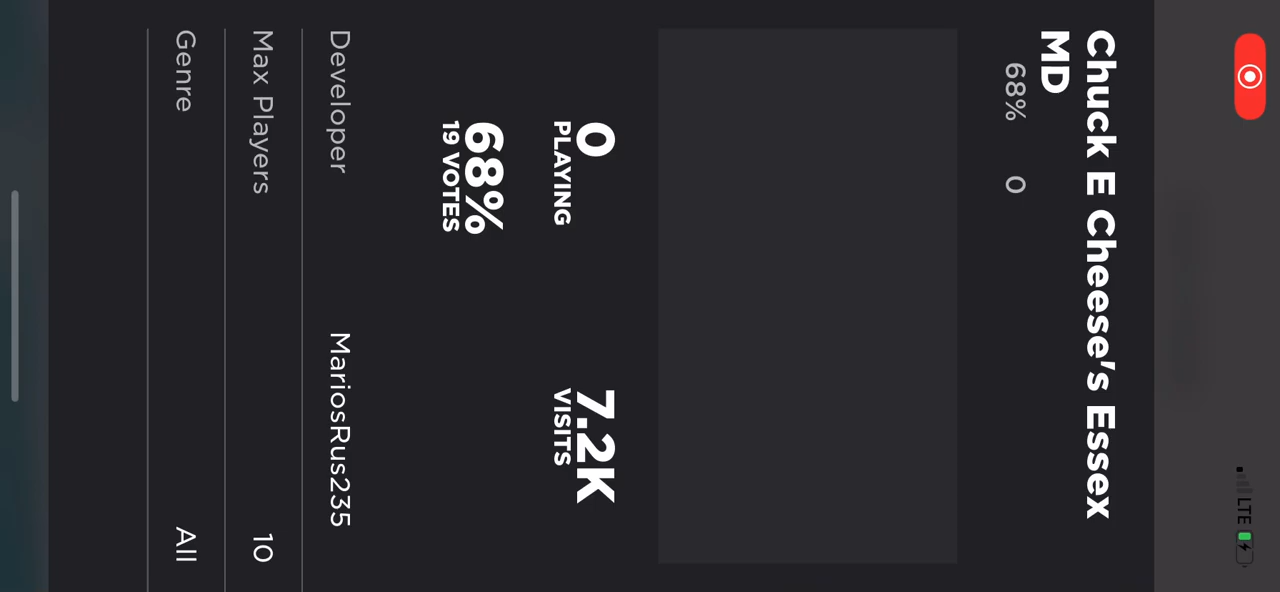 LTE
Chuck E Cheese's Essex
MD
68% 0
0
PLAYING
7.2K
VISITS
68%
19 VOTES
Developer MariosRus235
Max Players 10
Genre All